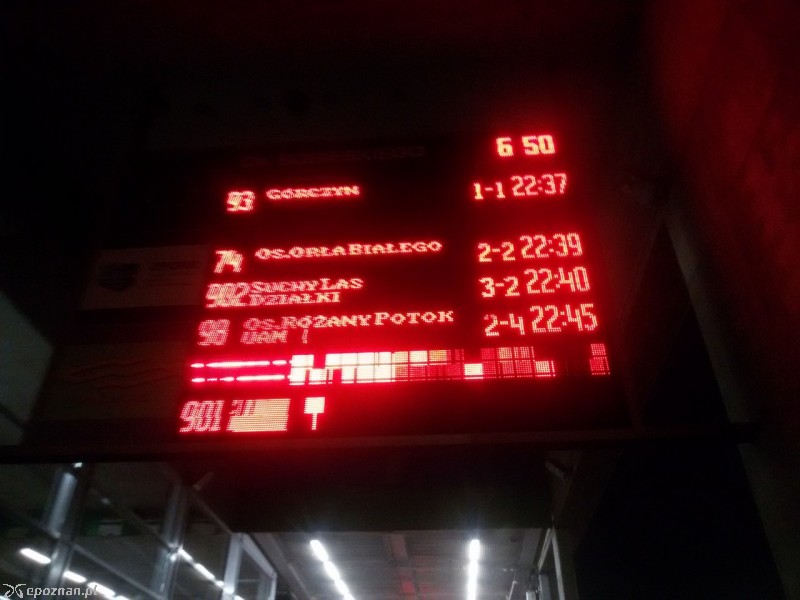 6 50
93 GÓRCZYN 1-1 22:37
74 OS.ORŁA BIAŁEGO 2-2 22:39
902 SUCHY LAS 3-2 22:40
DZIAŁKI
98 OS.RÓŻANY POTOK 2-4 22:45
UAM
901
epoznan.pl